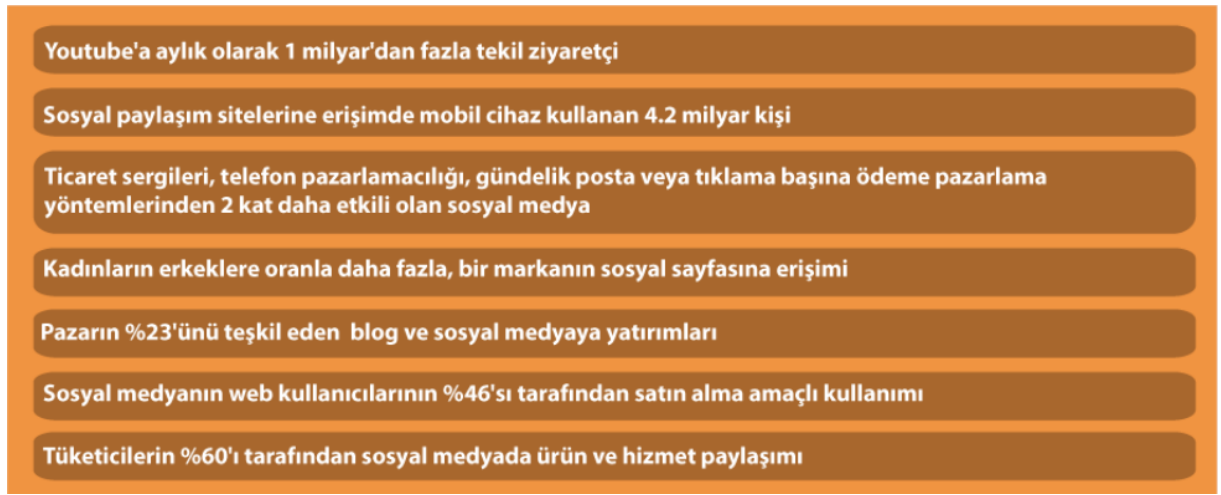 Youtube'a aylık olarak 1 milyar'dan fazla tekil ziyaretçi
Sosyal paylaşım sitelerine erişimde mobil cihaz kullanan 4.2 milyar kişi
Ticaret sergileri, telefon pazarlamacılığı, gündelik posta veya tıklama başına ödeme pazarlama
yöntemlerinden 2 kat daha etkili olan sosyal medya
Kadınların erkeklere oranla daha fazla, bir markanın sosyal sayfasına erişimi
Pazarın %23'ünü teşkil eden blog ve sosyal medyaya yatırımları
Sosyal medyanın web kullanıcılarının %46'sı tarafından satın alma amaçlı kullanımı
Tüketicilerin %60'ı tarafından sosyal medyada ürün ve hizmet paylaşımı